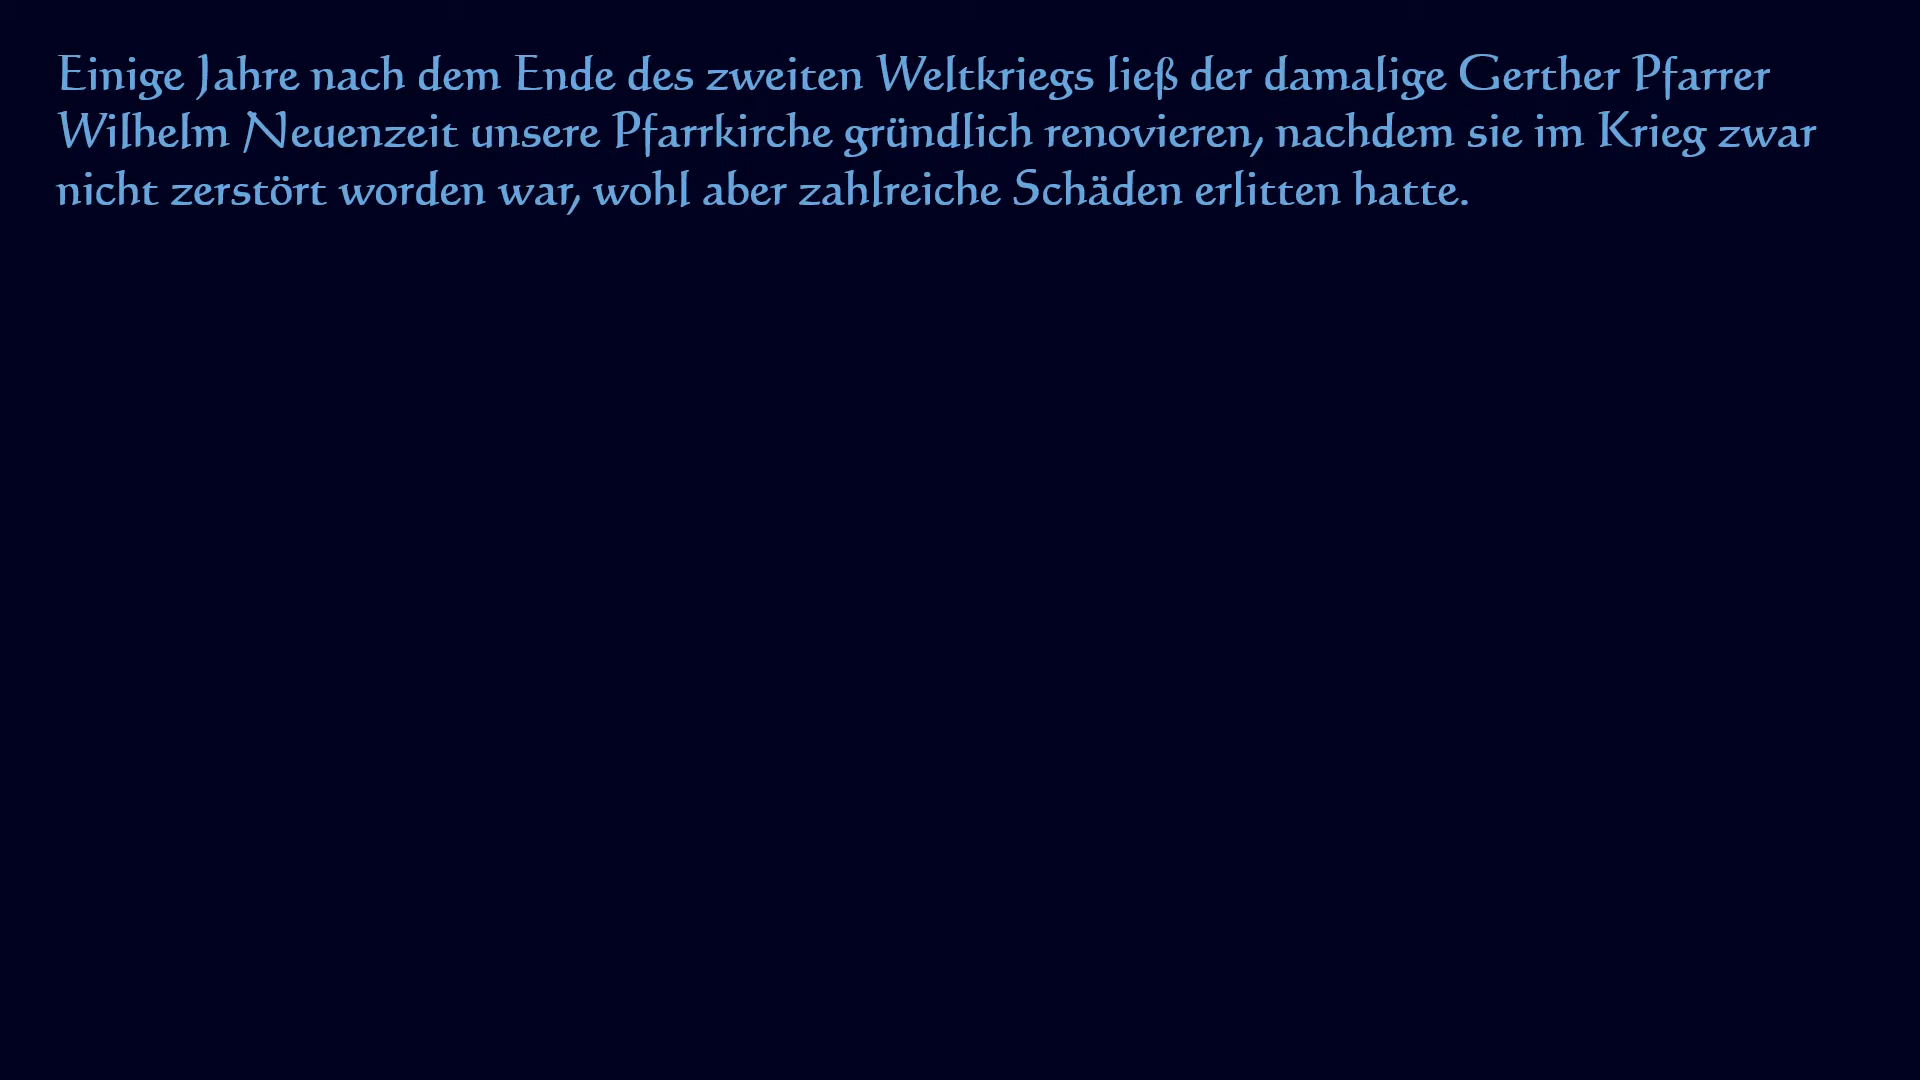 Einige Jahre nach dem Ende des zweiten Weltkriegs ließ der damalige Gerther Pfarrer
Wilhelm Neuenzeit unsere Pfarrkirche gründlich renovieren, nachdem sie im Krieg zwar
nicht zerstört worden war, wohl aber zahlreiche Schäden erlitten hatte.